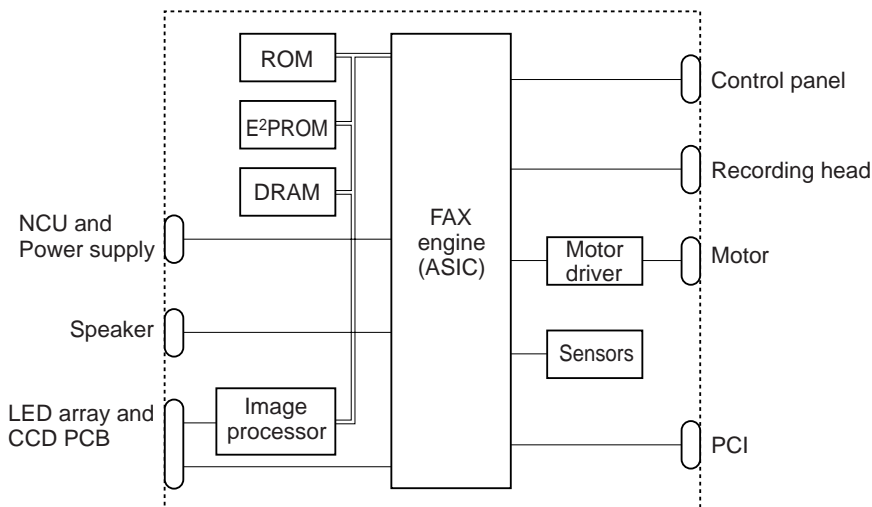 ROM
E²PROM
DRAM
NCU and
Power supply
Speaker
LED array and
CCD PCB
Image
processor
FAX
engine
(ASIC)
Control panel
Recording head
Motor
driver
Motor
Sensors
PCI